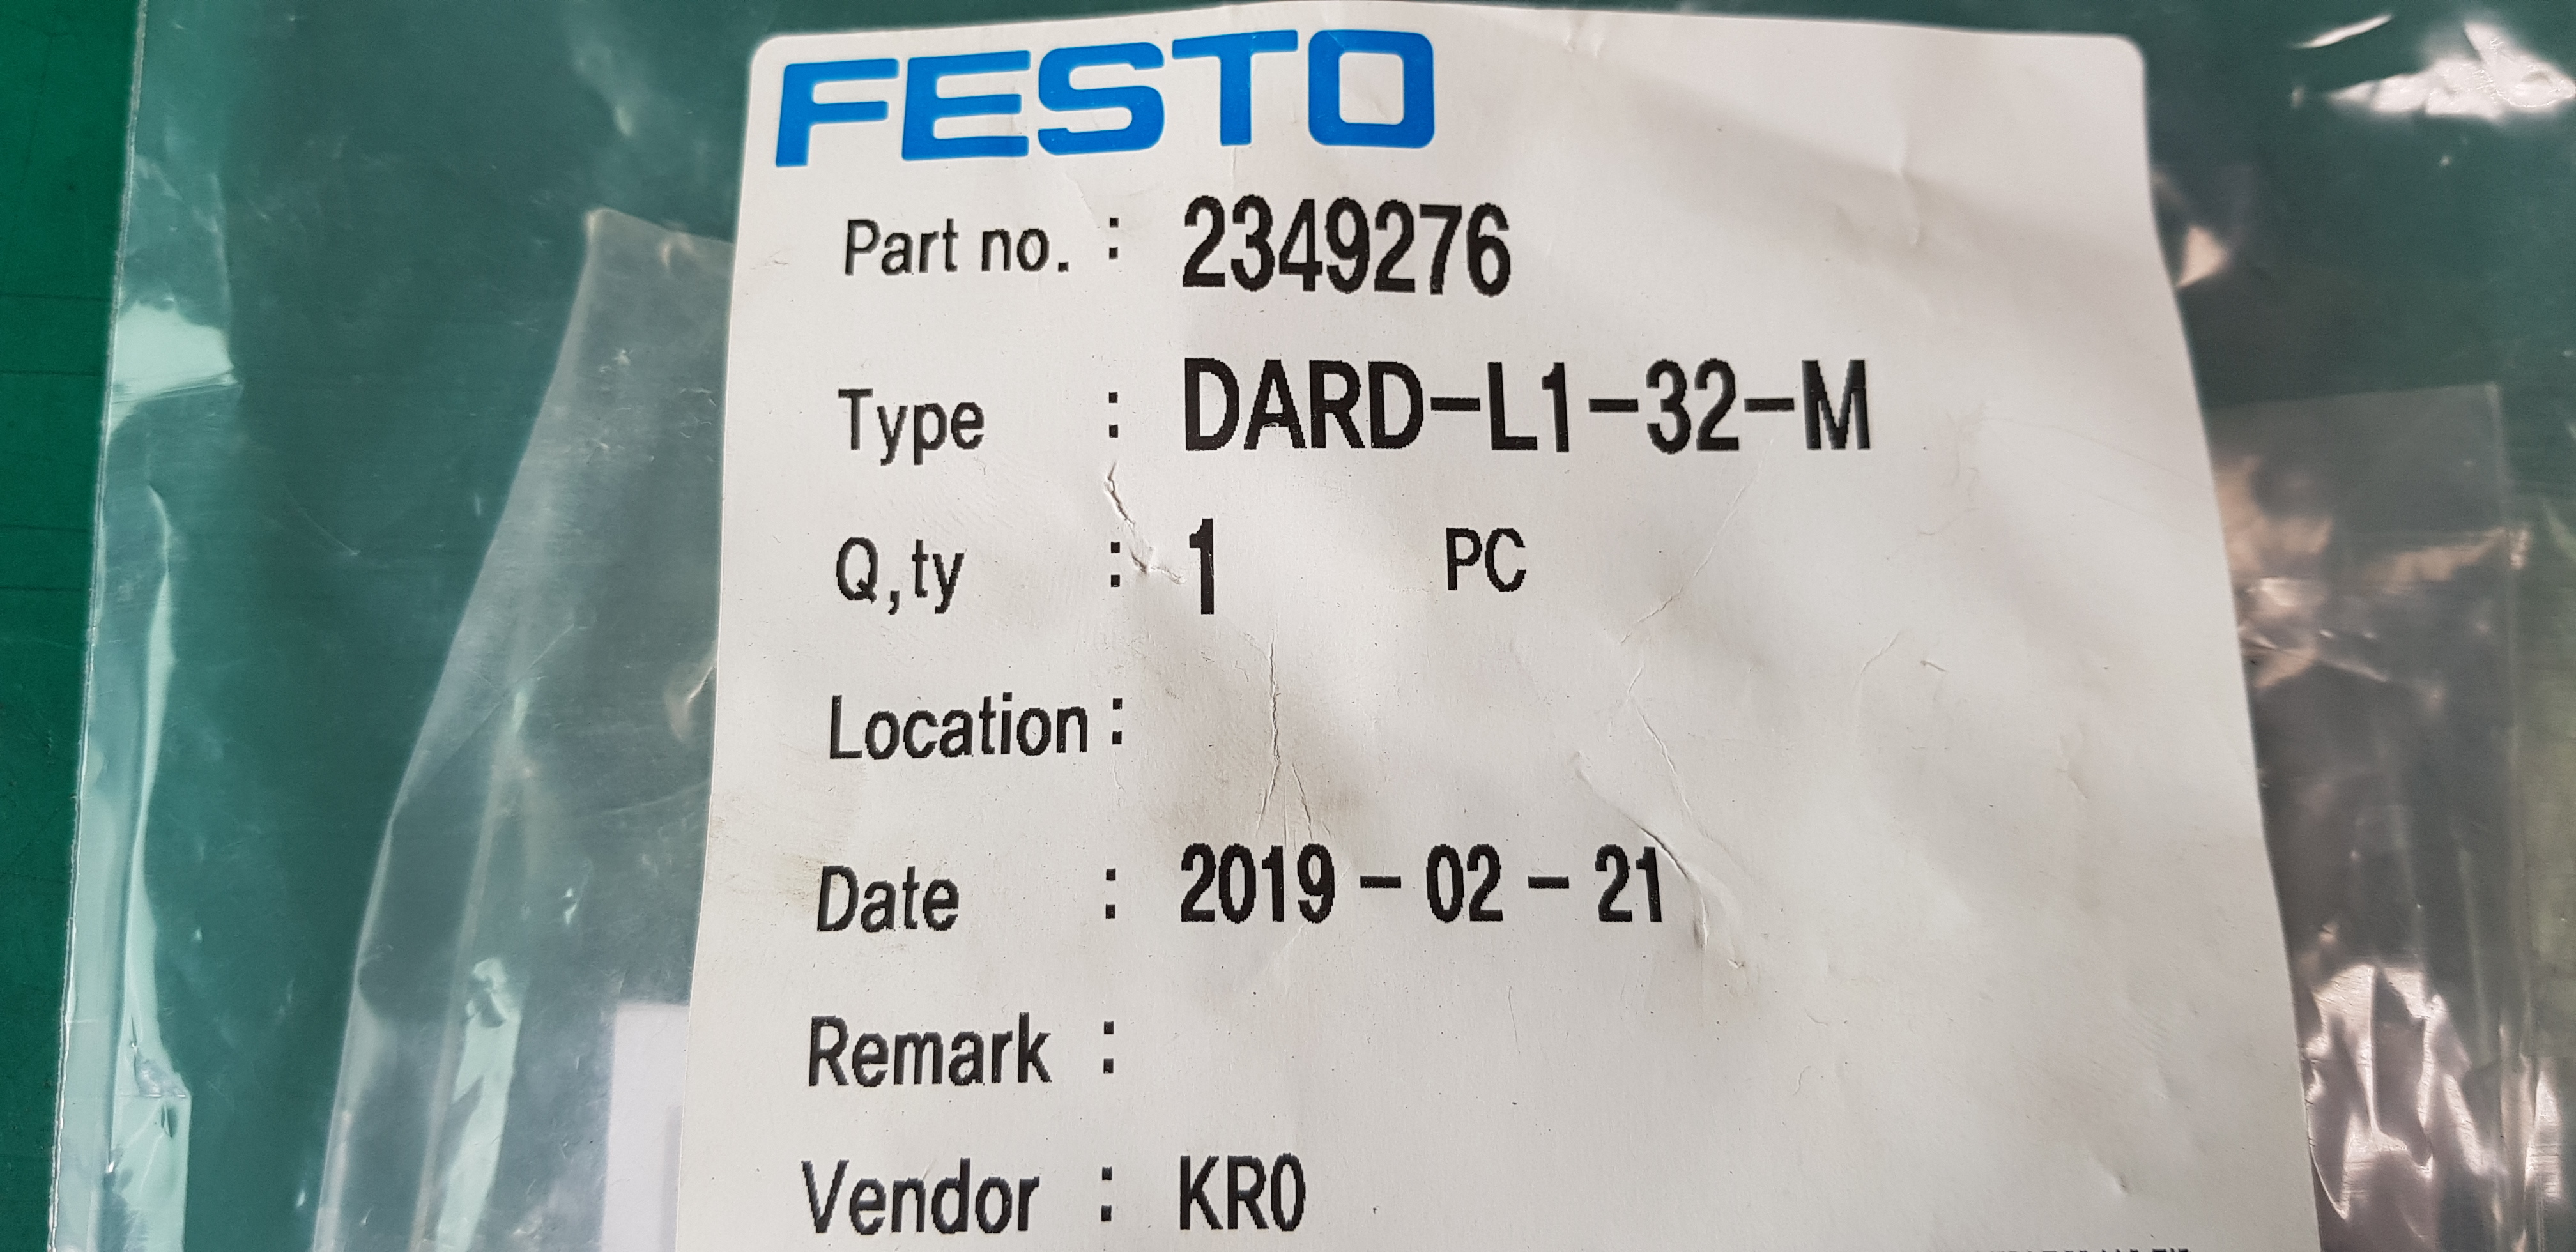 FESTO
Part no. : 2349276
Type : DARD-L1-32-M
Q,ty : 1 PC
Location :
Date : 2019 - 02 - 21
Remark :
Vendor : KR0